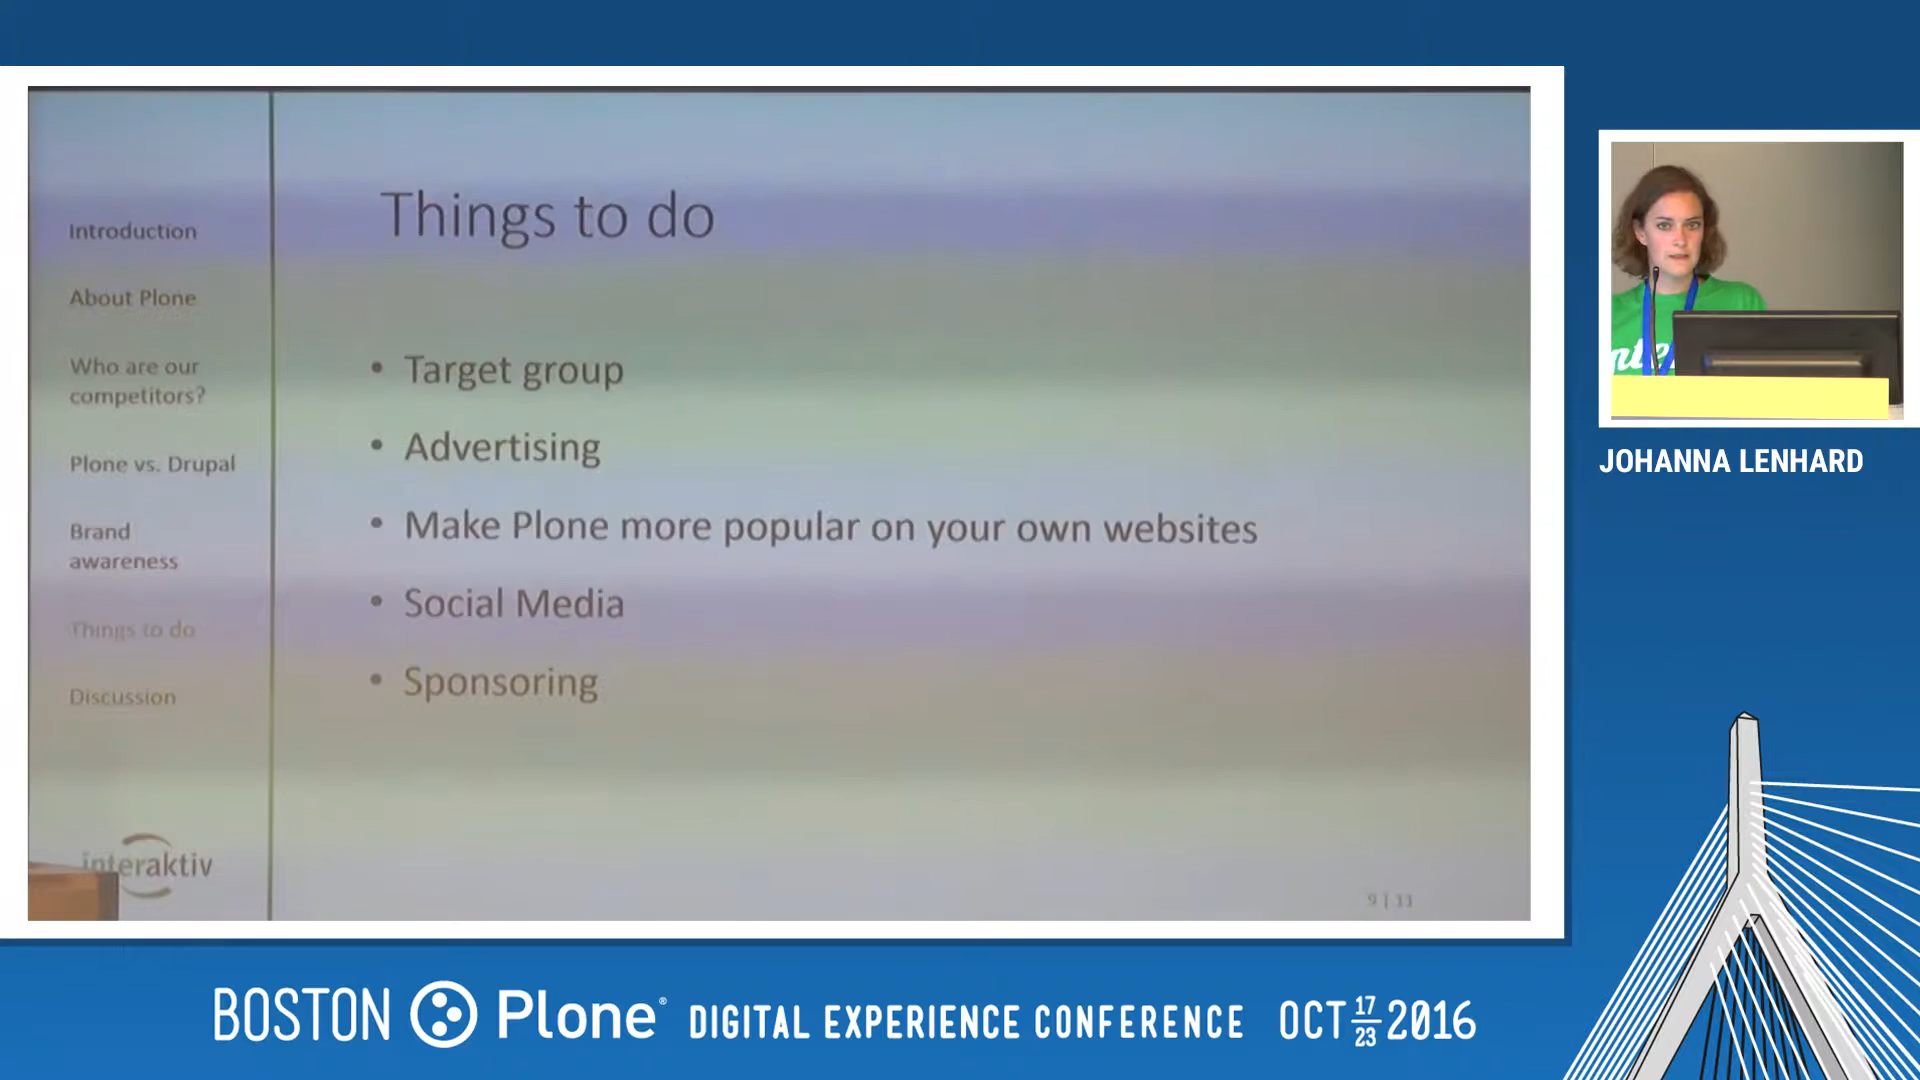 Introduction
About Plone
Who are our
competitors?
Plone vs. Drupal
Brand
awareness
Things to do
Discussion
interaktiv
Things to do
• Target group
• Advertising
• Make Plone more popular on your own websites
• Social Media
• Sponsoring
9 | 11
JOHANNA LENHARD
BOSTON Plone® DIGITAL EXPERIENCE CONFERENCE OCT 17 23 2016